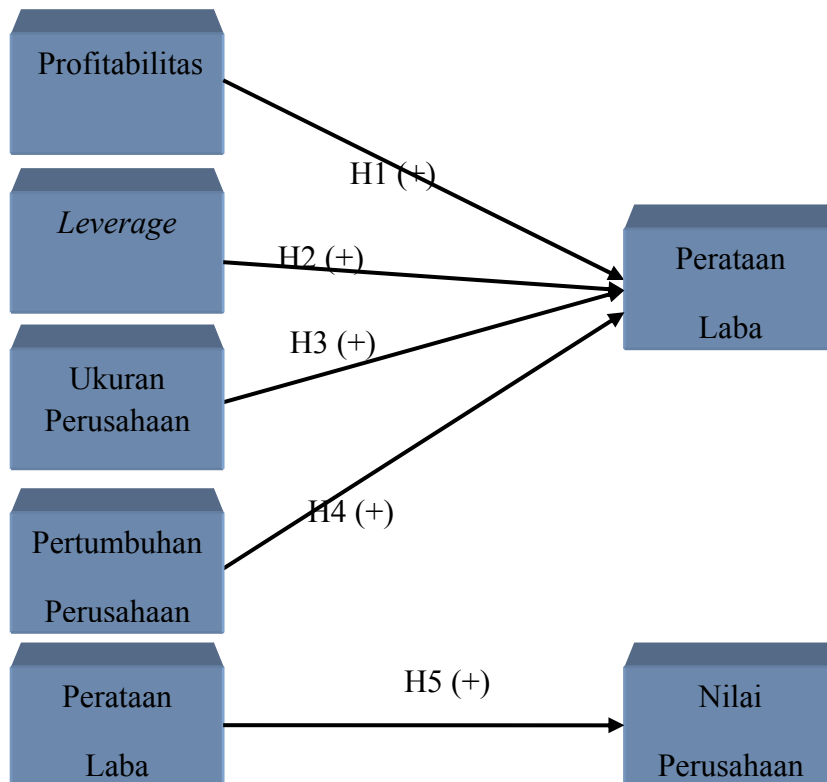 Profitabilitas
H1 (+)
Leverage
H2 (+)
Perataan
Laba
H3 (+)
Ukuran
Perusahaan
H4 (+)
Pertumbuhan
Perusahaan
H5 (+)
Perataan
Laba
Nilai
Perusahaan